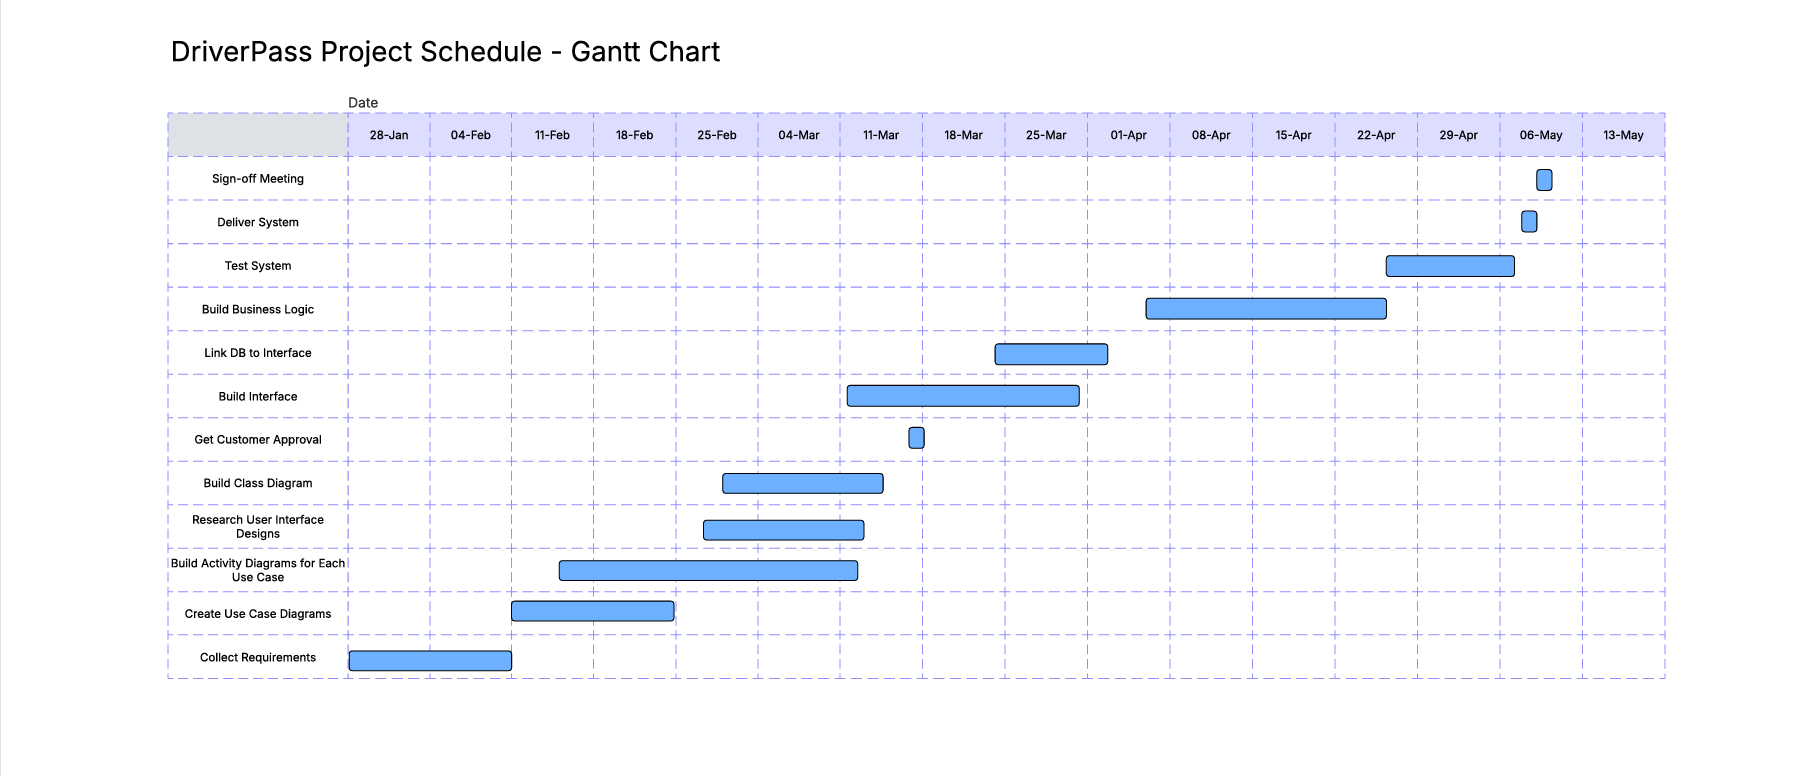 DriverPass Project Schedule - Gantt Chart
Date
28-Jan 04-Feb 11-Feb 18-Feb 25-Feb 04-Mar 11-Mar 18-Mar 25-Mar 01-Apr 08-Apr 15-Apr 22-Apr 29-Apr 06-May 13-May
Sign-off Meeting
Deliver System
Test System
Build Business Logic
Link DB to Interface
Build Interface
Get Customer Approval
Build Class Diagram
Research User Interface
Designs
Build Activity Diagrams for Each
Use Case
Create Use Case Diagrams
Collect Requirements